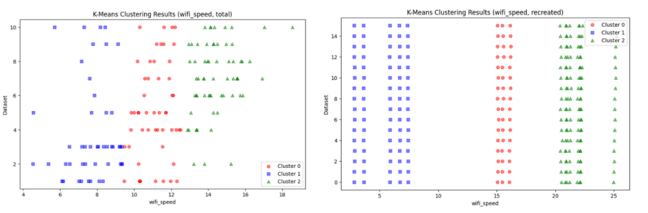 K-Means Clustering Results (wifi_speed, total)
10
8
6
4
2
Dataset
4
6
8
10
12
14
16
18
wifi_speed
Cluster 0
Cluster 1
Cluster 2
K-Means Clustering Results (wifi_speed, recreated)
14
12
10
8
6
4
2
0
Dataset
5
10
15
20
25
wifi_speed
Cluster 0
Cluster 1
Cluster 2